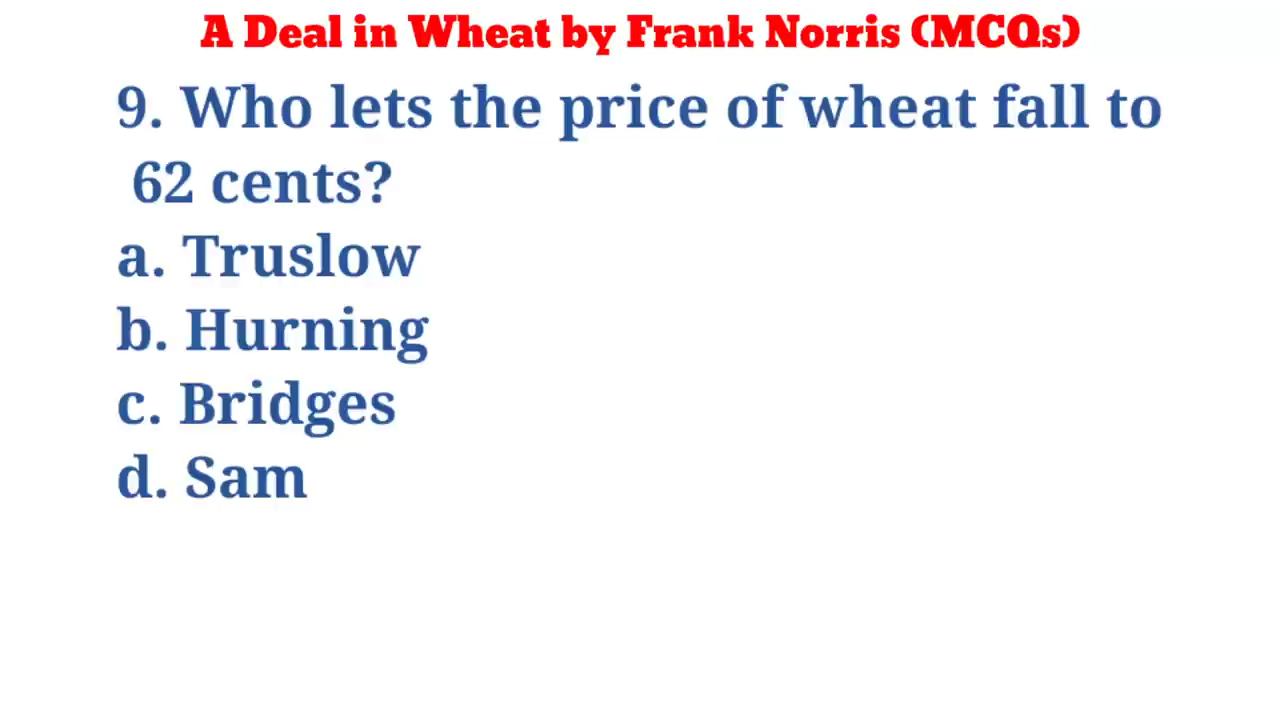 A Deal in Wheat by Frank Norris (MCQs)
9. Who lets the price of wheat fall to
62 cents?
a. Truslow
b. Hurning
c. Bridges
d. Sam